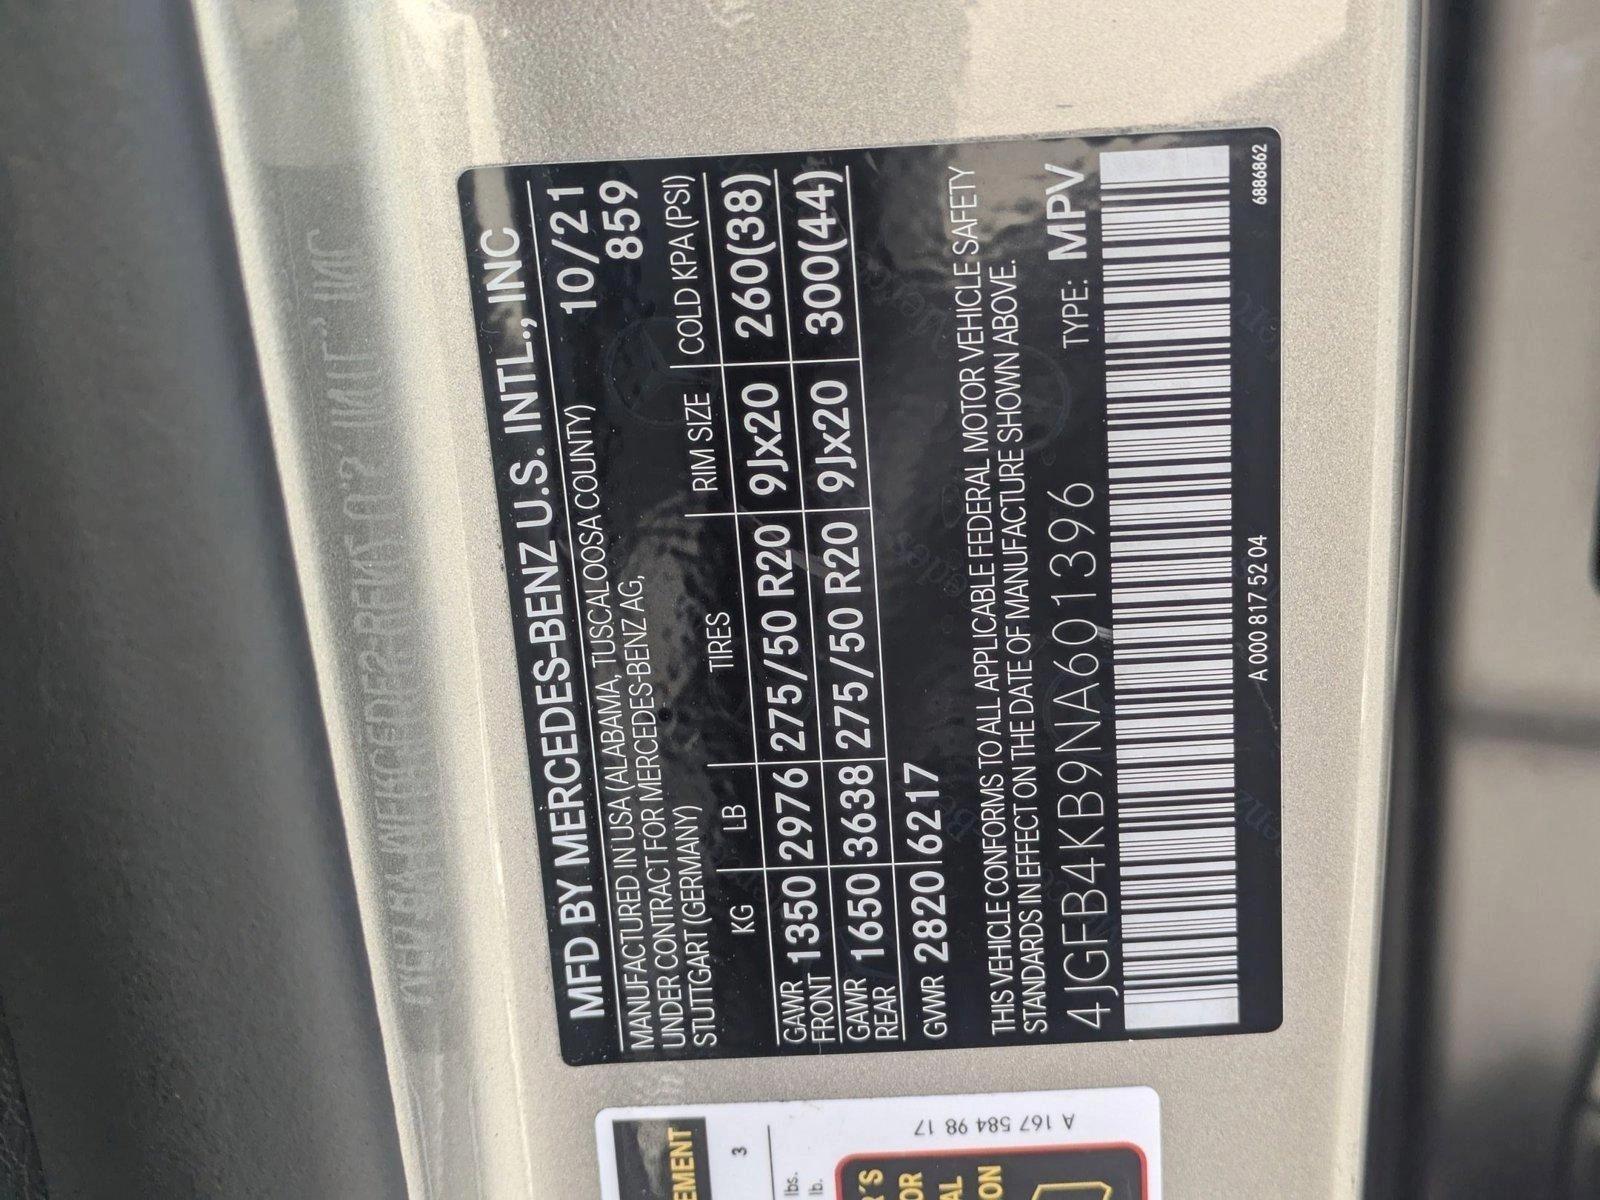 MFD BY MERCEDES-BENZ U.S. INTL., INC
MANUFACTURED IN USA (ALABAMA, TUSCALOOSA COUNTY) 10/21
UNDER CONTRACT FOR MERCEDES-BENZ AG, 859
STUTTGART (GERMANY)
KG LB TIRES RIM SIZE COLD KPA (PSI)
GAWR FRONT 1350 2976 275/50 R20 9Jx20 260(38)
GAWR REAR 1650 3638 275/50 R20 9Jx20 300(44)
GVWR 2820 6217
THIS VEHICLE CONFORMS TO ALL APPLICABLE FEDERAL MOTOR VEHICLE SAFETY
STANDARDS IN EFFECT ON THE DATE OF MANUFACTURE SHOWN ABOVE.
4JGFB4KB9NA601396 TYPE: MPV
A 000 817 52 04 6886862
EMENT
3
lbs.
lb.
R'S
OR
AL
ON
A 167 584 98 17